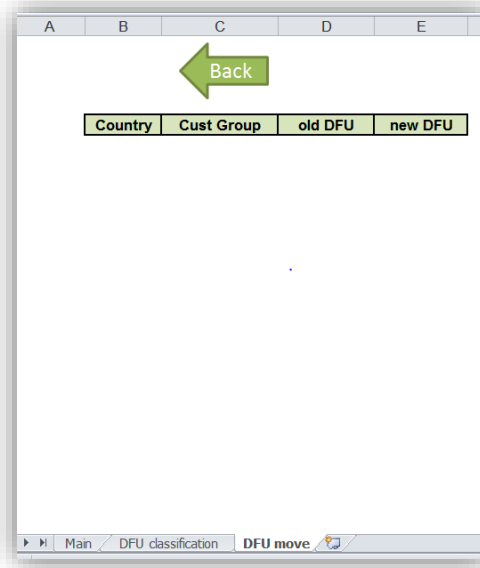 A B C D E
Back
Country Cust Group old DFU new DFU
Main DFU classification DFU move